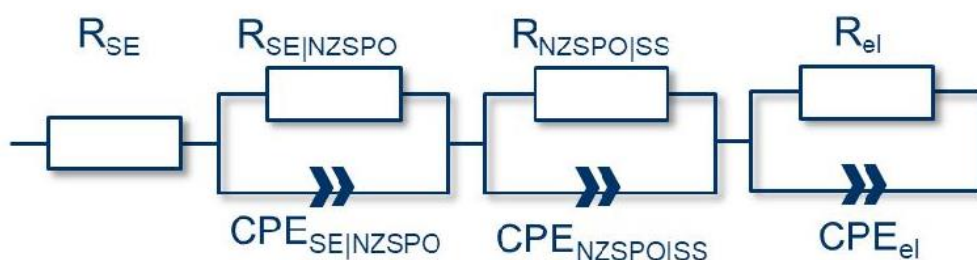 R_SE R_SE|NZSPO R_NZSPO|SS R_el
CPE_SE|NZSPO CPE_NZSPO|SS CPE_el